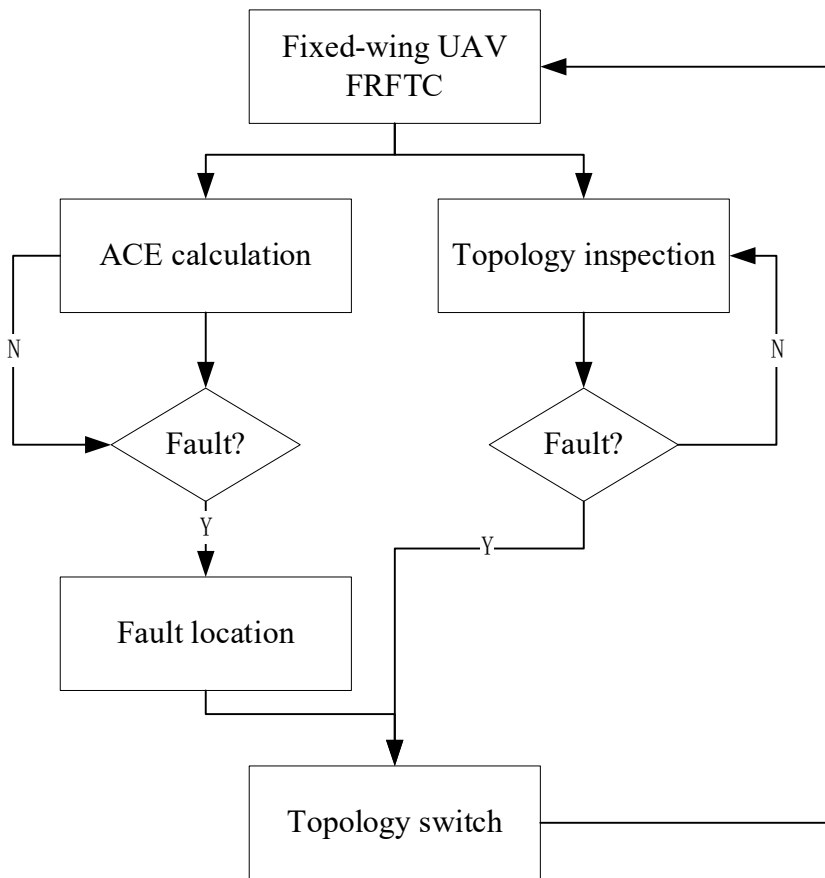 Fixed-wing UAV
FRFTC
ACE calculation
Topology inspection
N
N
Fault?
Fault?
Y
Y
Fault location
Topology switch